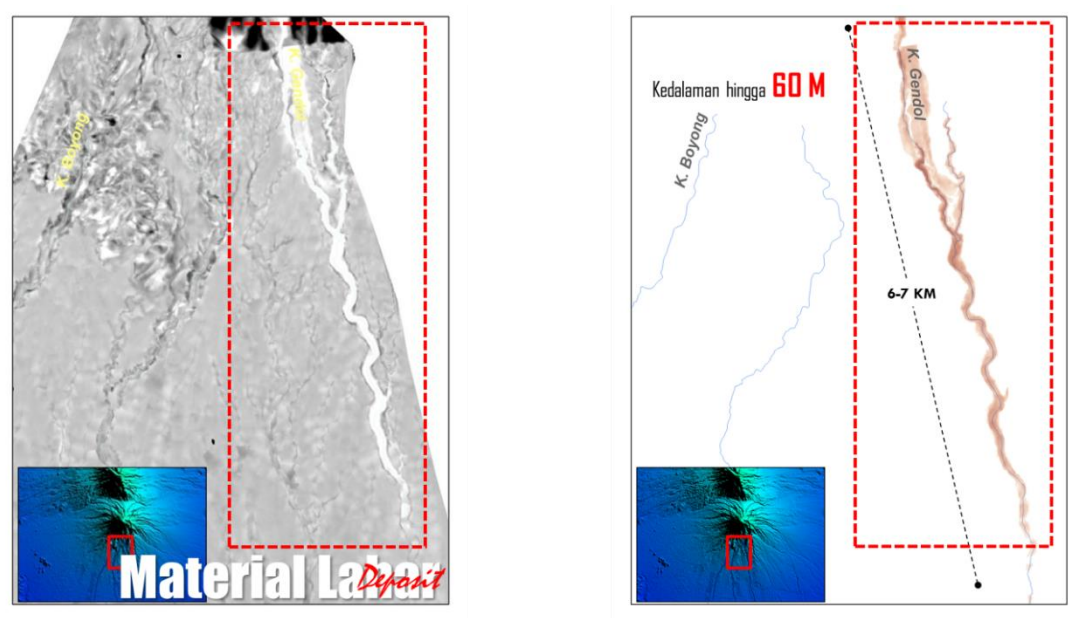 K. Boyong
K. Gendol
Material Lahar
Deposit
Kedalaman hingga 60 M
K. Boyong
K. Gendol
6-7 KM